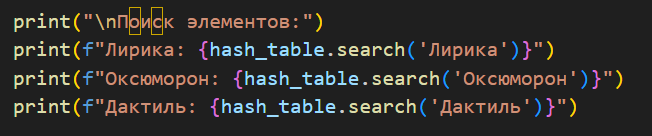 print("\nПоиск элементов:")
print(f"Лирика: {hash_table.search('Лирика')}")
print(f"Оксюморон: {hash_table.search('Оксюморон')}")
print(f"Дактиль: {hash_table.search('Дактиль')}")